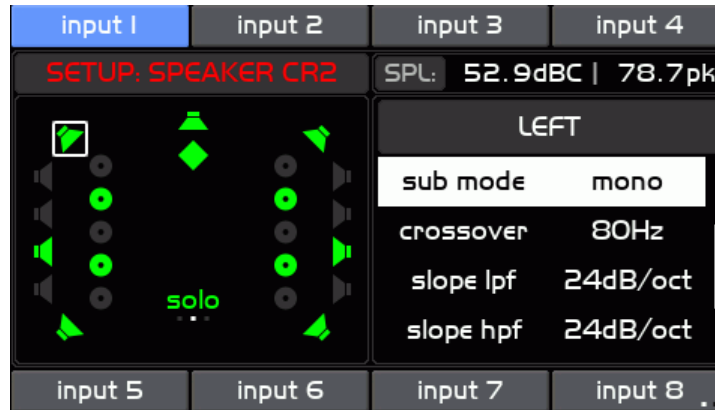 input 1 input 2 input 3 input 4
SETUP: SPEAKER CR2 SPL: 52.9dBC | 78.7pk
LEFT
sub mode mono
crossover 80Hz
slope lpf 24dB/oct
solo
slope hpf 24dB/oct
input 5 input 6 input 7 input 8